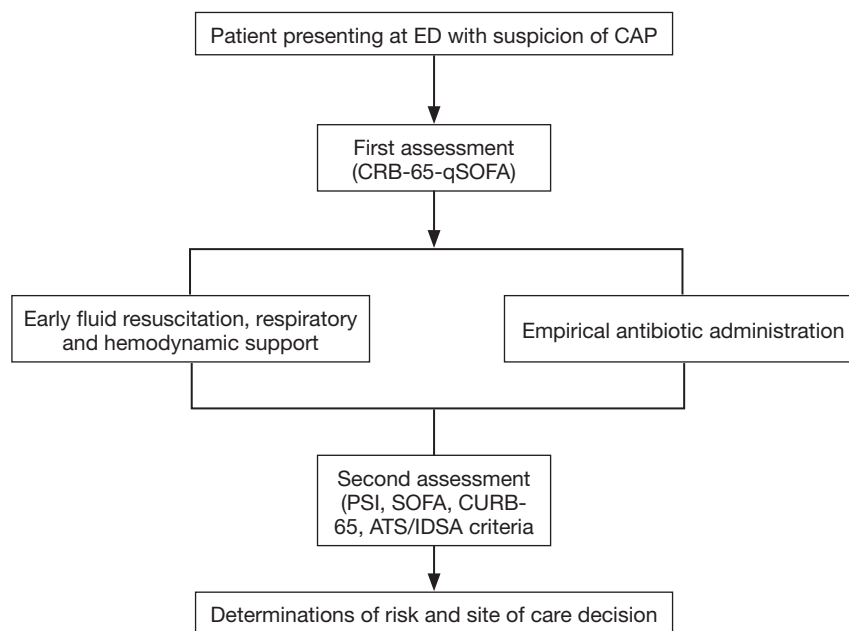 Patient presenting at ED with suspicion of CAP
First assessment
(CRB-65-qSOFA)
Early fluid resuscitation, respiratory
and hemodynamic support
Empirical antibiotic administration
Second assessment
(PSI, SOFA, CURB-
65, ATS/IDSA criteria
Determinations of risk and site of care decision